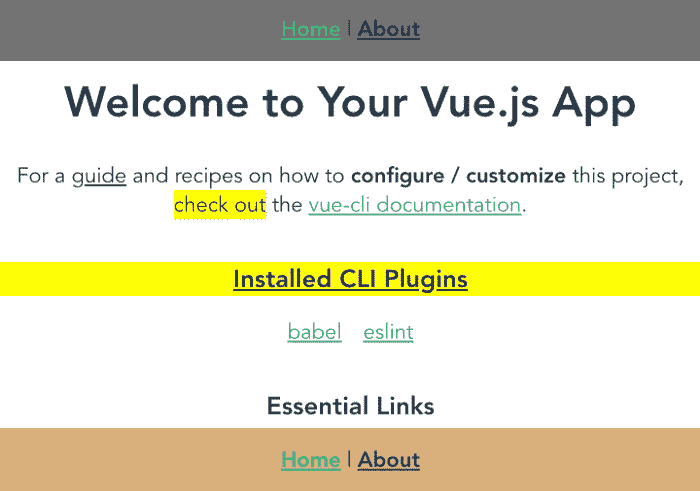 Home | About
Welcome to Your Vue.js App
For a guide and recipes on how to configure / customize this project,
check out the vue-cli documentation.
Installed CLI Plugins
babel eslint
Essential Links
Home | About